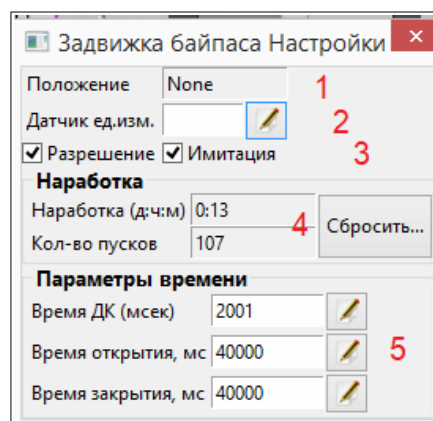 Задвижка байпаса Настройки
Положение None 1
Датчик ед.изм. 2
Разрешение Имитация 3
Наработка
Наработка (д:ч:м) 0:13 4 Сбросить...
Кол-во пусков 107
Параметры времени
Время ДК (мсек) 2001
Время открытия, мс 40000 5
Время закрытия, мс 40000